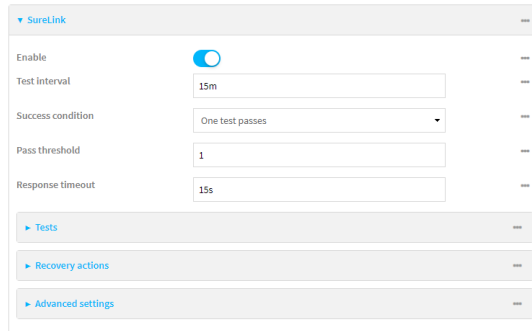 SureLink
Enable
Test interval
15m
Success condition
One test passes
Pass threshold
1
Response timeout
15s
Tests
Recovery actions
Advanced settings